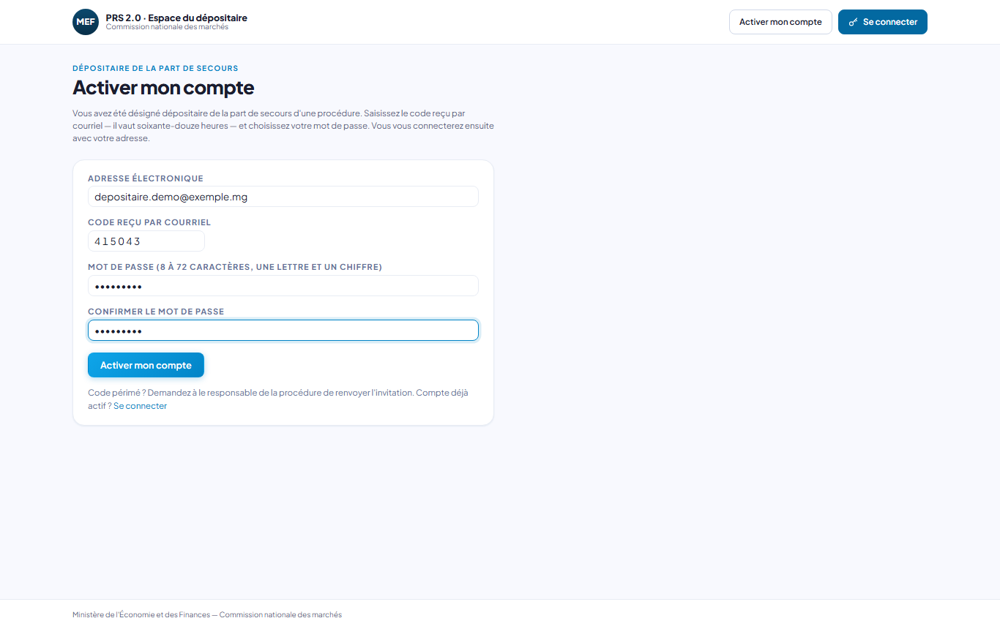 MEF
PRS 2.0 · Espace du dépositaire
Commission nationale des marchés
Activer mon compte
Se connecter
DÉPOSITAIRE DE LA PART DE SECOURS
Activer mon compte
Vous avez été désigné dépositaire de la part de secours d'une procédure. Saisissez le code reçu par
courriel — il vaut soixante-douze heures — et choisissez votre mot de passe. Vous vous connecterez ensuite
avec votre adresse.
ADRESSE ÉLECTRONIQUE
depositaire.demo@exemple.mg
CODE REÇU PAR COURRIEL
415043
MOT DE PASSE (8 À 72 CARACTÈRES, UNE LETTRE ET UN CHIFFRE)
•••••••••
CONFIRMER LE MOT DE PASSE
•••••••••
Activer mon compte
Code périmé ? Demandez à le responsable de la procédure de renvoyer l'invitation. Compte déjà
actif ? Se connecter
Ministère de l'Économie et des Finances — Commission nationale des marchés